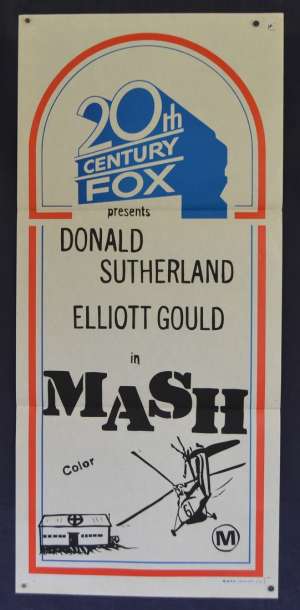 20th
CENTURY
FOX
presents
DONALD
SUTHERLAND
ELLIOTT GOULD
in
MASH
Color
M